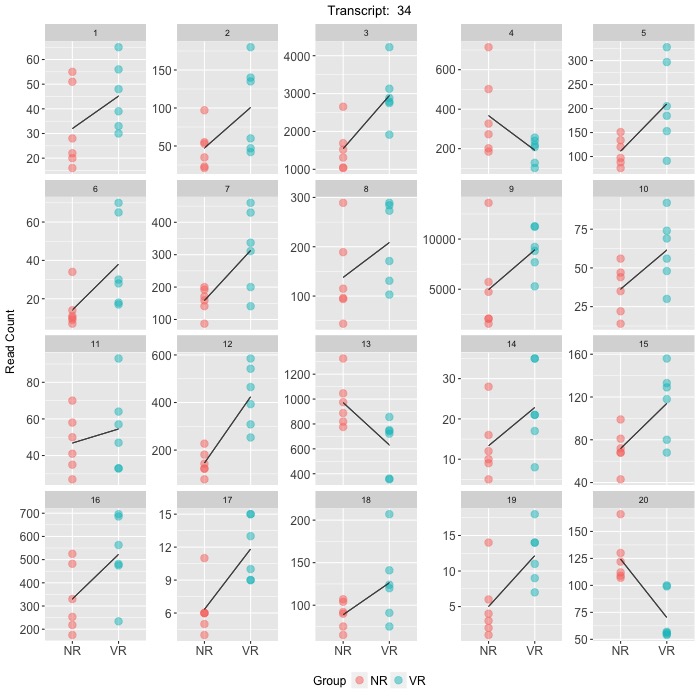 Transcript: 34
1 2 3 4 5
60 50 40 30 20
150 100 50
4000 3000 2000 1000
600 400 200
300 250 200 150 100
6 7 8 9 10
60 40 20
400 300 200 100
300 200 100
10000 5000
75 50 25
Read Count
11 12 13 14 15
80 60 40
600 400 200
1200 1000 800 600 400
30 20 10
160 120 80 40
16 17 18 19 20
700 600 500 400 300 200
15 12 9 6
200 150 100
15 10 5
150 125 100 75 50
NR VR NR VR NR VR NR VR NR VR
Group NR VR